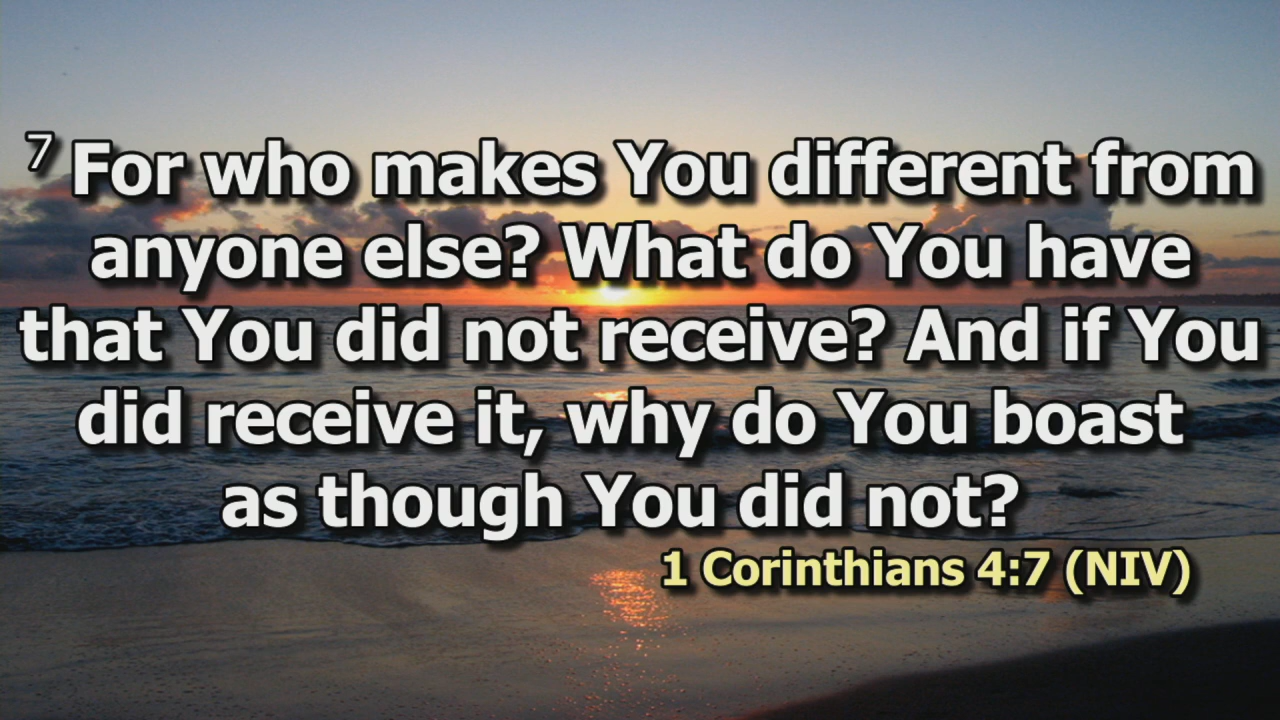 7 For who makes You different from
anyone else? What do You have
that You did not receive? And if You
did receive it, why do You boast
as though You did not?
1 Corinthians 4:7 (NIV)